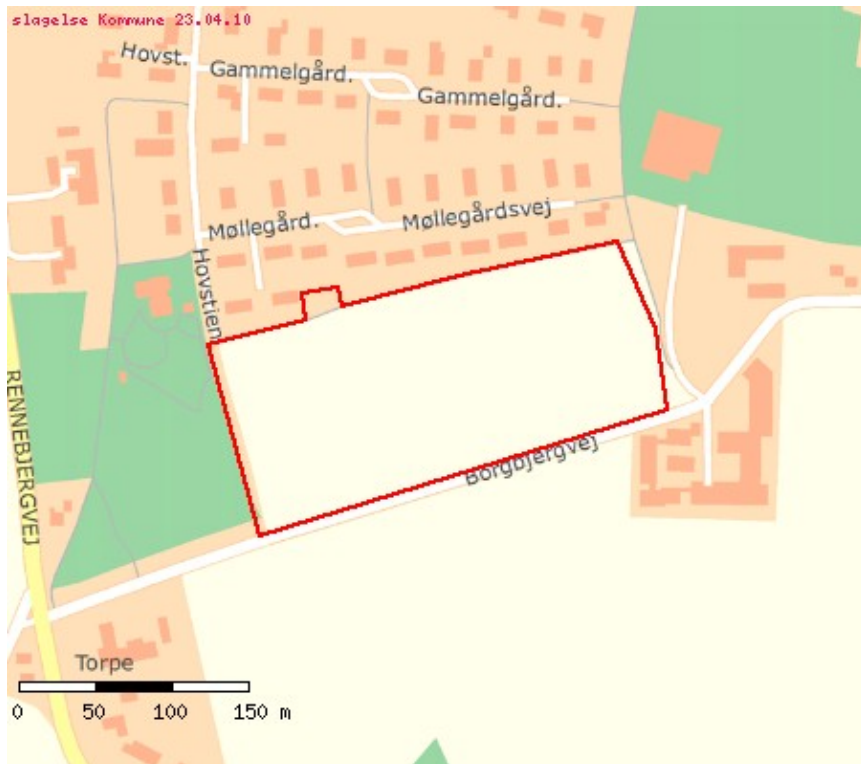 slagelse Kommune 23.04.10
Hovst.
Gammelgård.
Gammelgård.
Møllegård.
Møllegårdsvej
Hovstien
RENNEBJERGVEJ
Borgbjergvej
Torpe
0 50 100 150 m